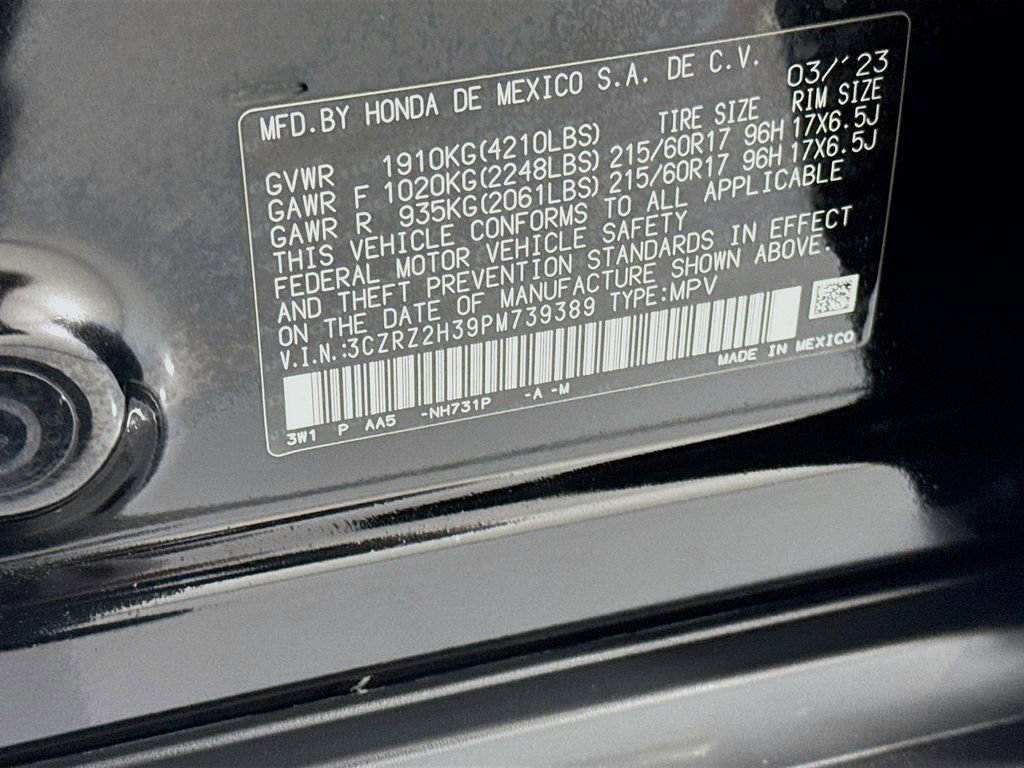 MFD.BY HONDA DE MEXICO S.A. DE C.V. 03/'23
TIRE SIZE RIM SIZE
GVWR 1910KG(4210LBS)
GAWR F 1020KG(2248LBS) 215/60R17 96H 17X6.5J
GAWR R 935KG(2061LBS) 215/60R17 96H 17X6.5J
THIS VEHICLE CONFORMS TO ALL APPLICABLE
FEDERAL MOTOR VEHICLE SAFETY
AND THEFT PREVENTION STANDARDS IN EFFECT
ON THE DATE OF MANUFACTURE SHOWN ABOVE.
V.I.N.:3CZRZ2H39PM739389 TYPE:MPV
3W1 P AA5 -NH731P -A -M MADE IN MEXICO